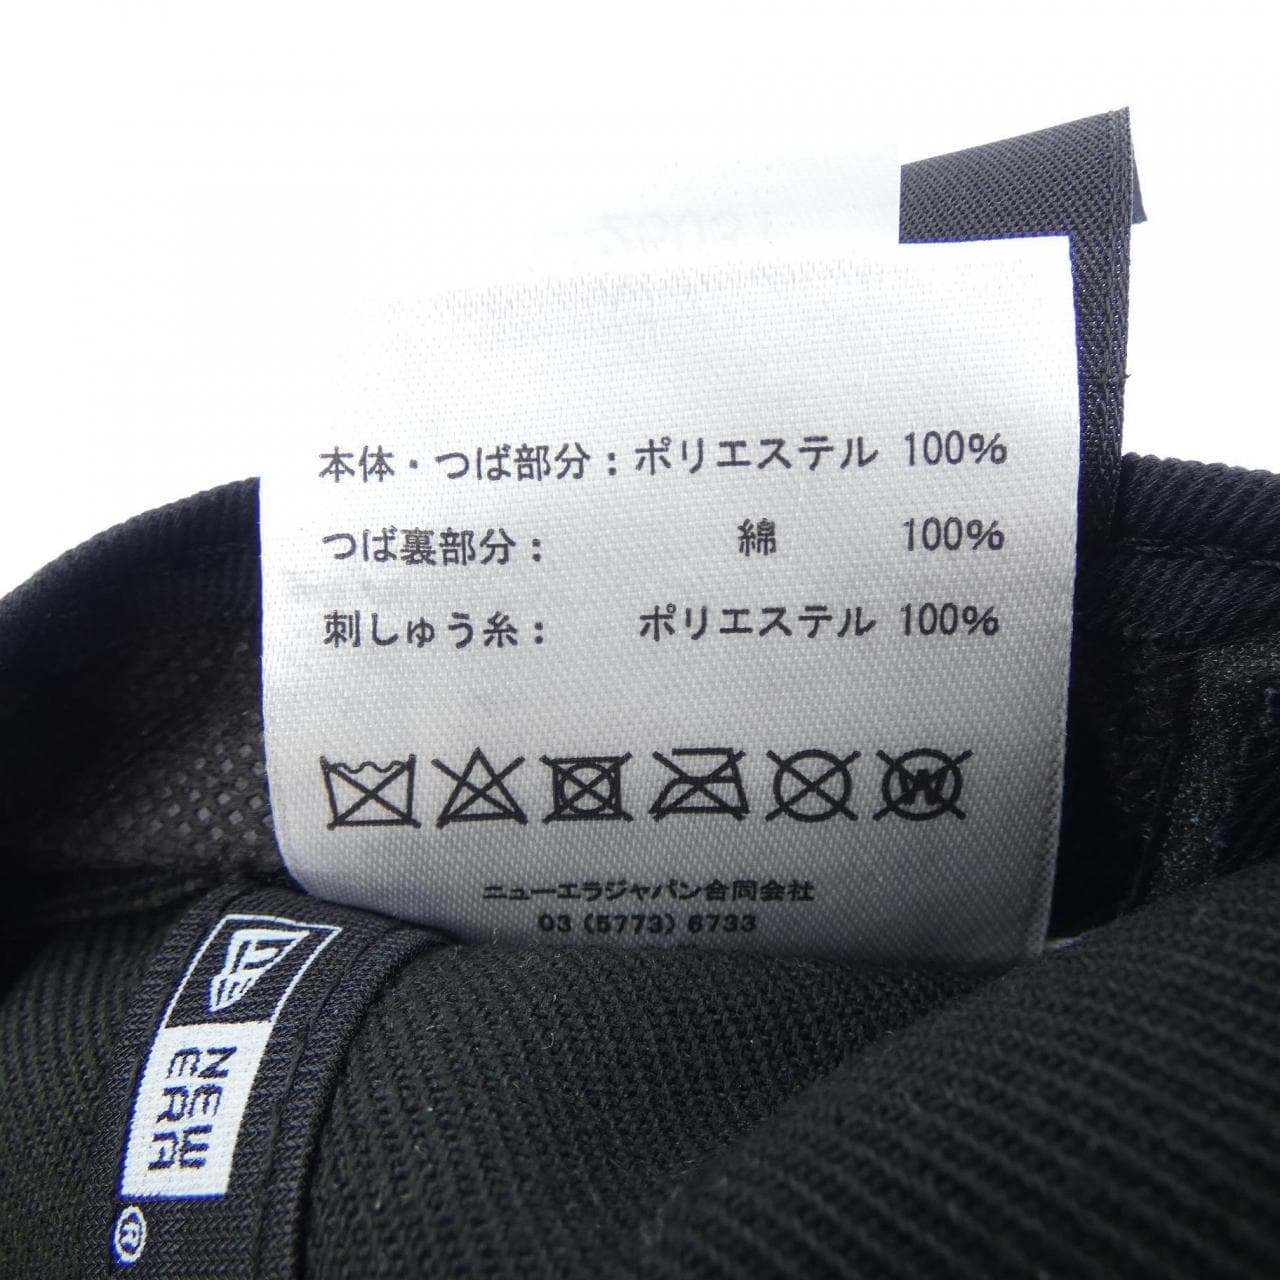 本体・つば部分：ポリエステル 100%
つば裏部分： 綿 100%
刺しゅう糸： ポリエステル 100%
W
ニューエラジャパン合同会社
03 (5773) 6733
NEW
ERA
®